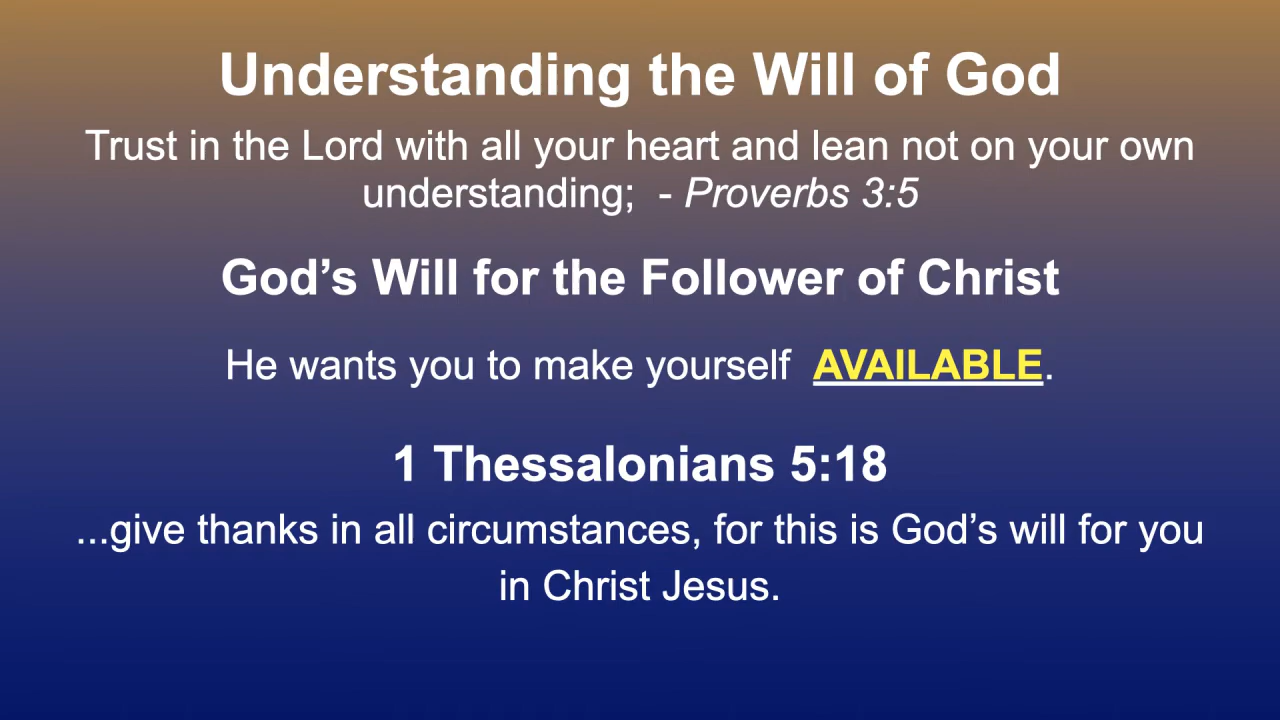 Understanding the Will of God
Trust in the Lord with all your heart and lean not on your own
understanding;  - Proverbs 3:5
God’s Will for the Follower of Christ
He wants you to make yourself  AVAILABLE.
1 Thessalonians 5:18
...give thanks in all circumstances, for this is God’s will for you
in Christ Jesus.